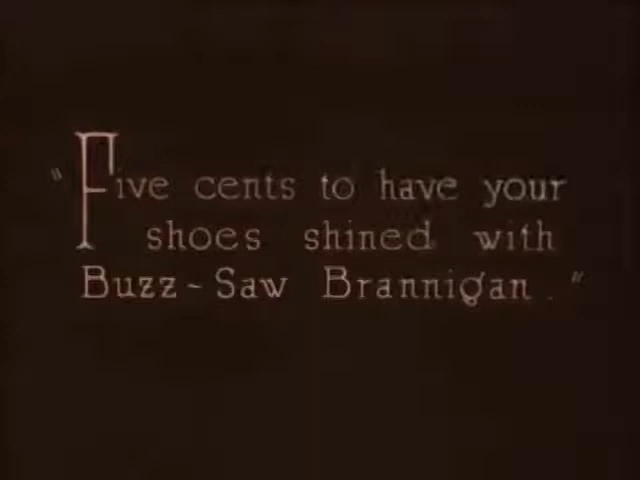 "Five cents to have your
shoes shined with
Buzz-Saw Brannigan."